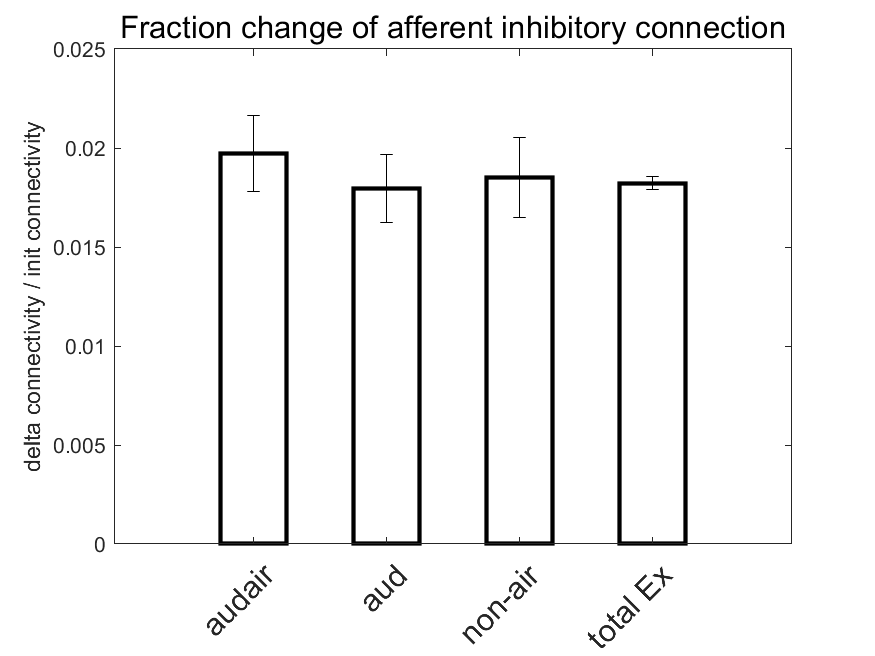 Fraction change of afferent inhibitory connection
delta connectivity / init connectivity
0.025
0.02
0.015
0.01
0.005
0
audair
aud
non-air
total Ex